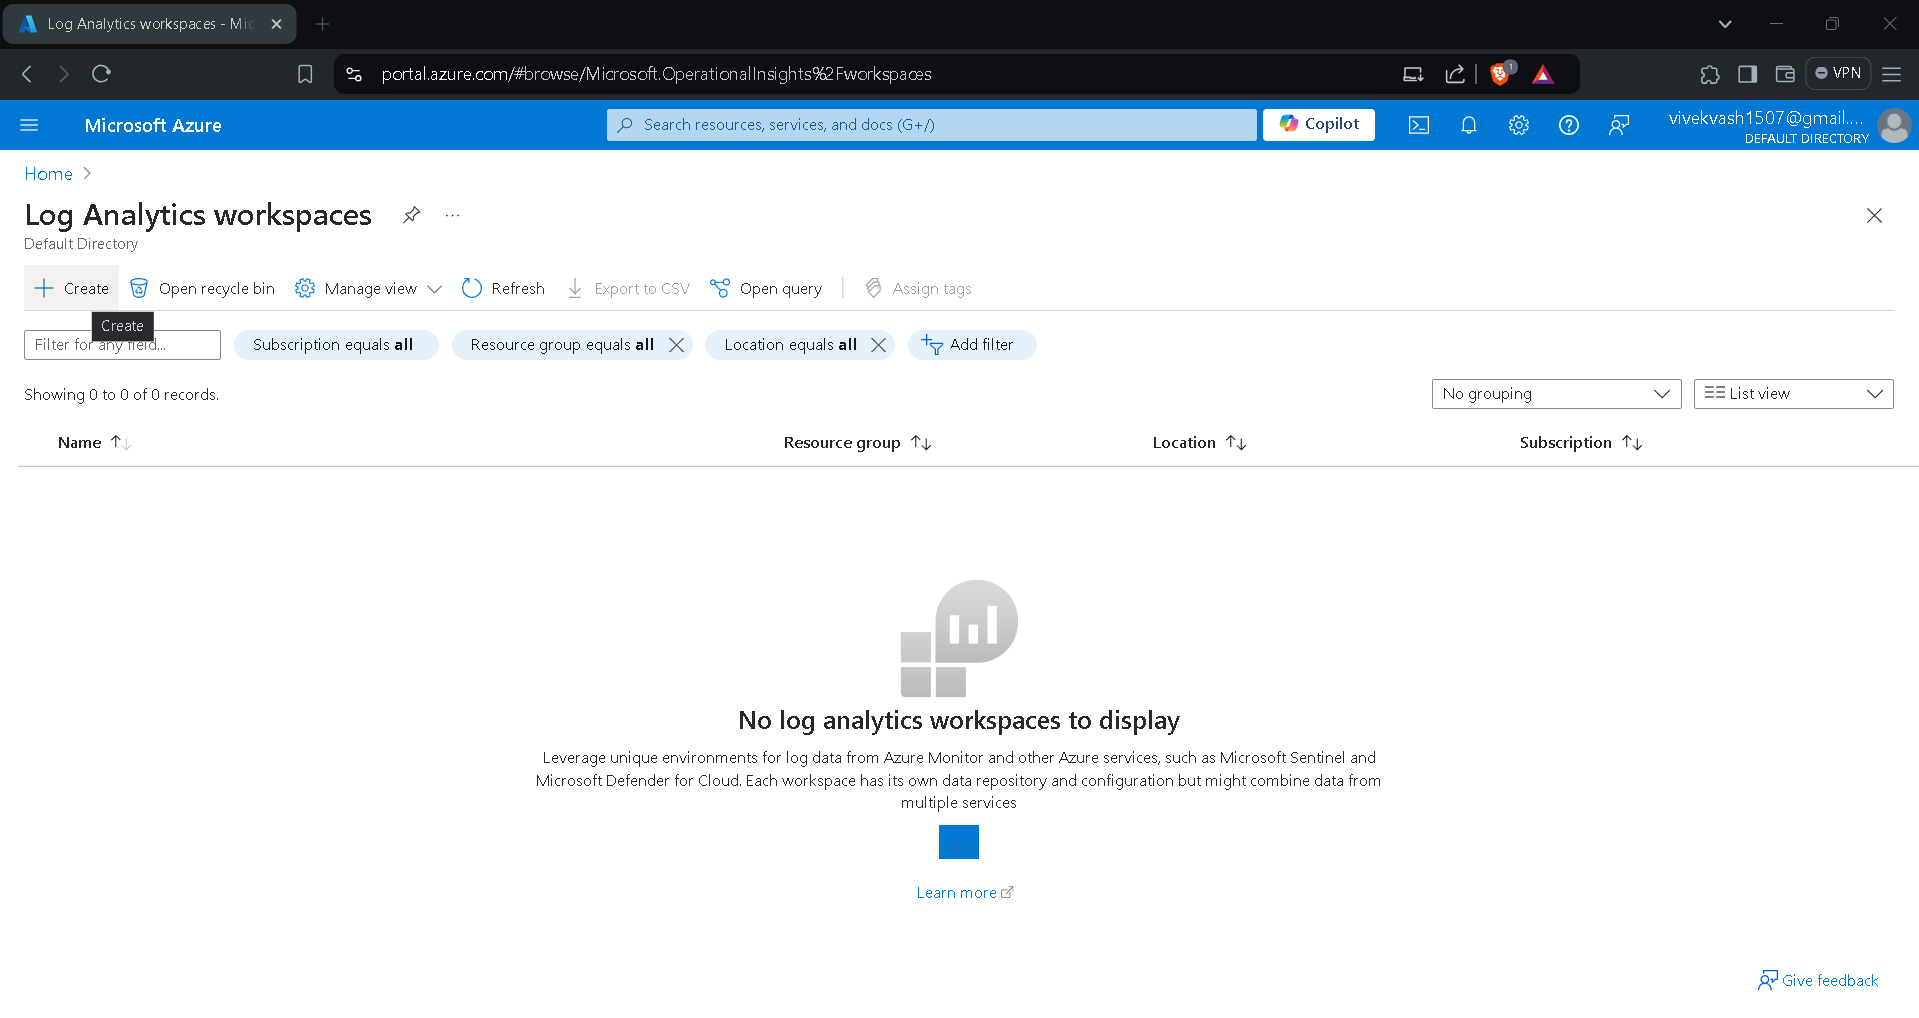 Log Analytics workspaces - Mic
portal.azure.com/#browse/Microsoft.OperationalInsights%2Fworkspaces
1
VPN
Microsoft Azure
Search resources, services, and docs (G+/)
Copilot
vivekvash1507@gmail....
DEFAULT DIRECTORY
Home
Log Analytics workspaces
...
Default Directory
Create
Open recycle bin
Manage view
Refresh
Export to CSV
Open query
Assign tags
Create
Filter for any field...
Subscription equals all
Resource group equals all
Location equals all
Add filter
Showing 0 to 0 of 0 records.
No grouping
List view
Name
Resource group
Location
Subscription
No log analytics workspaces to display
Leverage unique environments for log data from Azure Monitor and other Azure services, such as Microsoft Sentinel and
Microsoft Defender for Cloud. Each workspace has its own data repository and configuration but might combine data from
multiple services
Learn more
Give feedback